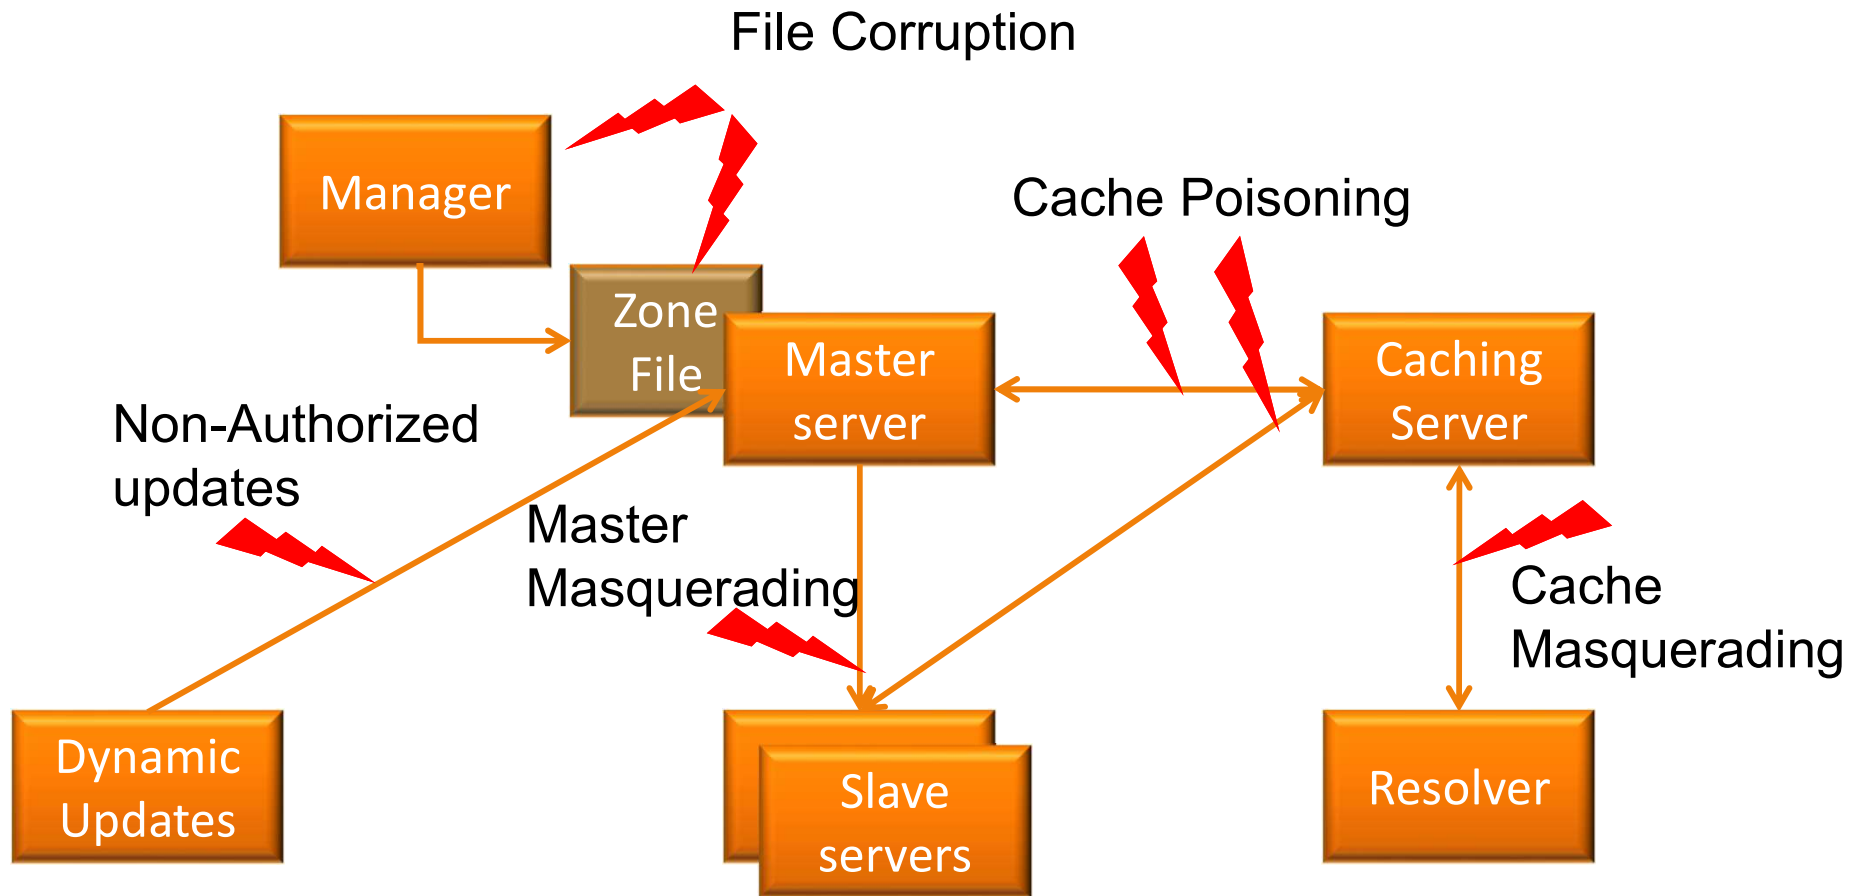 File Corruption
Manager
Cache Poisoning
Zone
File
Master
server
Caching
Server
Non-Authorized
updates
Master
Masquerading
Cache
Masquerading
Dynamic
Updates
Slave
servers
Resolver